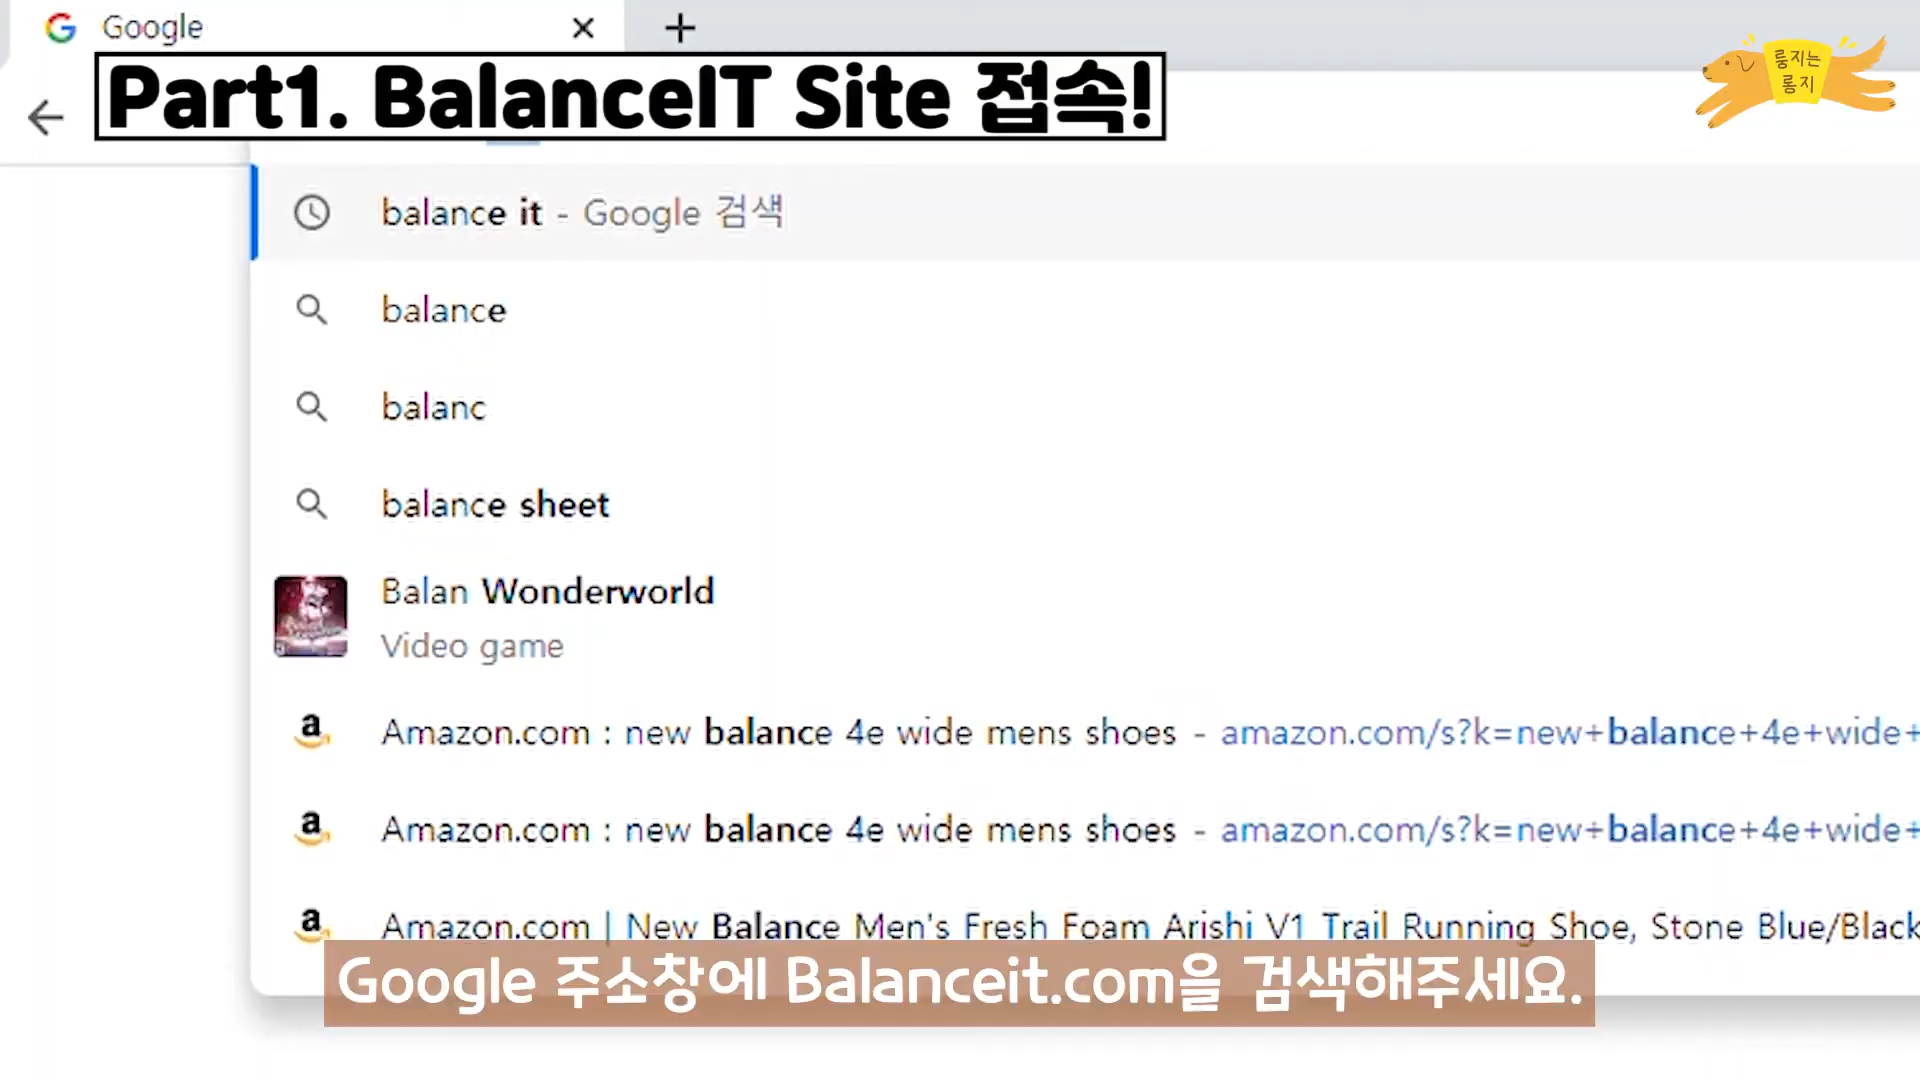 Google
Part1. BalanceIT Site 접속!
룽지는
룽지
balance it - Google 검색
balance
balanc
balance sheet
Balan Wonderworld
Video game
Amazon.com : new balance 4e wide mens shoes - amazon.com/s?k=new+balance+4e+wide+
Amazon.com : new balance 4e wide mens shoes - amazon.com/s?k=new+balance+4e+wide+
Amazon.com | New Balance Men's Fresh Foam Arishi V1 Trail Running Shoe, Stone Blue/Black
Google 주소창에 Balanceit.com을 검색해주세요.